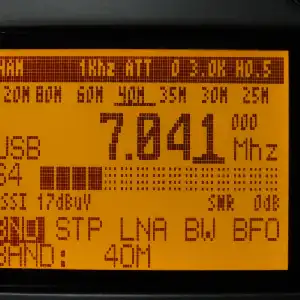 HAM 1Khz ATT 0 3.0K A0.5
20M 80M 60M 40M 35M 30M 25M
USB 7.041 000 Mhz
S4
SSI 17dBuV SNR 0dB
BND STP LNA BW BFO
BAND: 40M